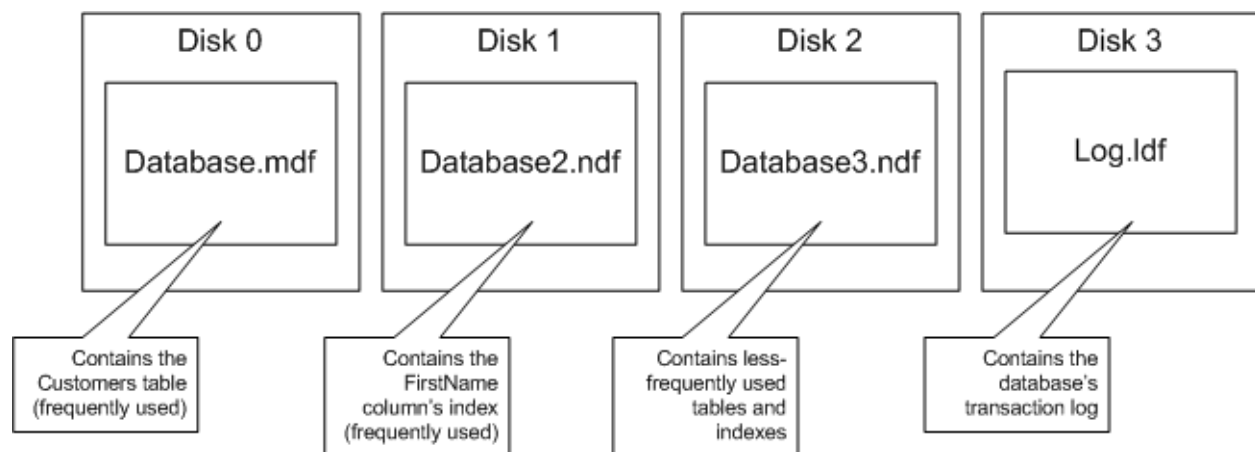 Disk 0
Disk 1
Disk 2
Disk 3
Database.mdf
Database2.ndf
Database3.ndf
Log.ldf
Contains the
Customers table
(frequently used)
Contains the
FirstName
column's index
(frequently used)
Contains less-
frequently used
tables and
indexes
Contains the
database's
transaction log